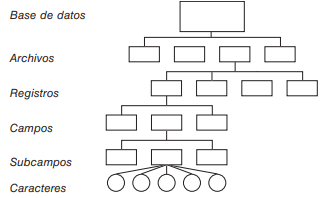 Base de datos
Archivos
Registros
Campos
Subcampos
Caracteres